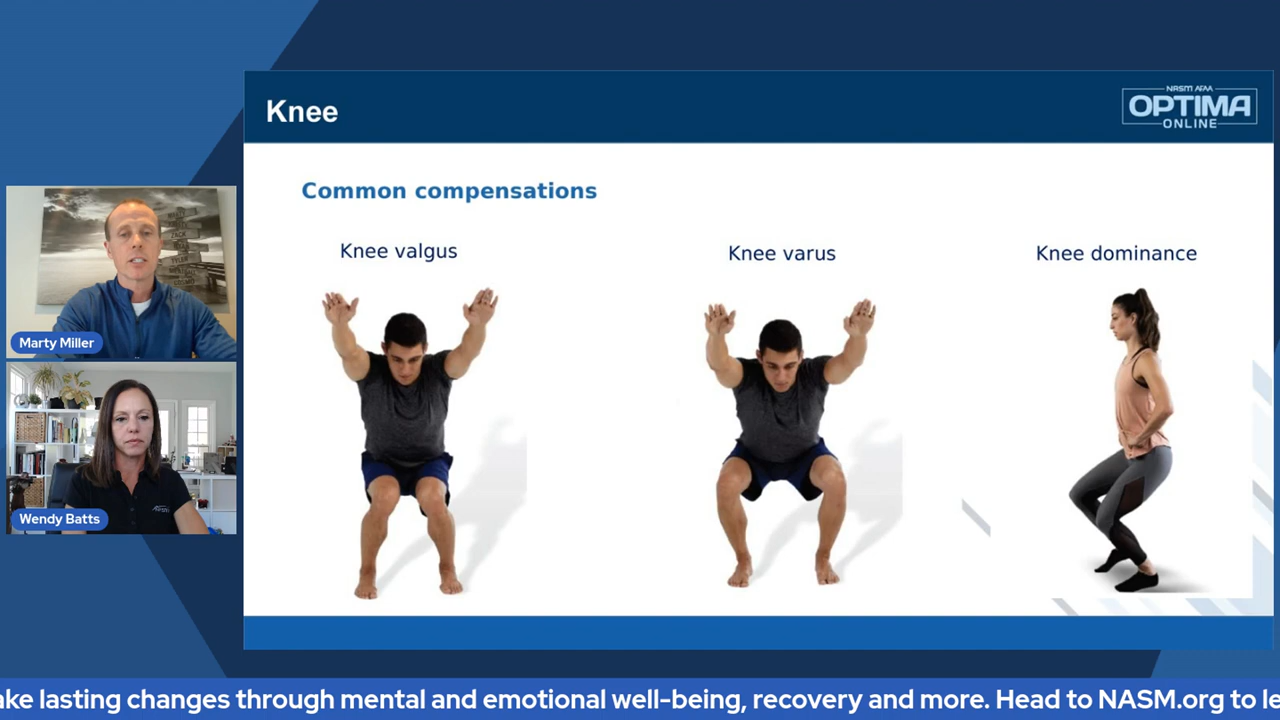 Knee
NASM AFAA
OPTIMA
ONLINE
Common compensations
Knee valgus
Knee varus
Knee dominance
Marty Miller
Wendy Batts
ake lasting changes through mental and emotional well-being, recovery and more. Head to NASM.org to le